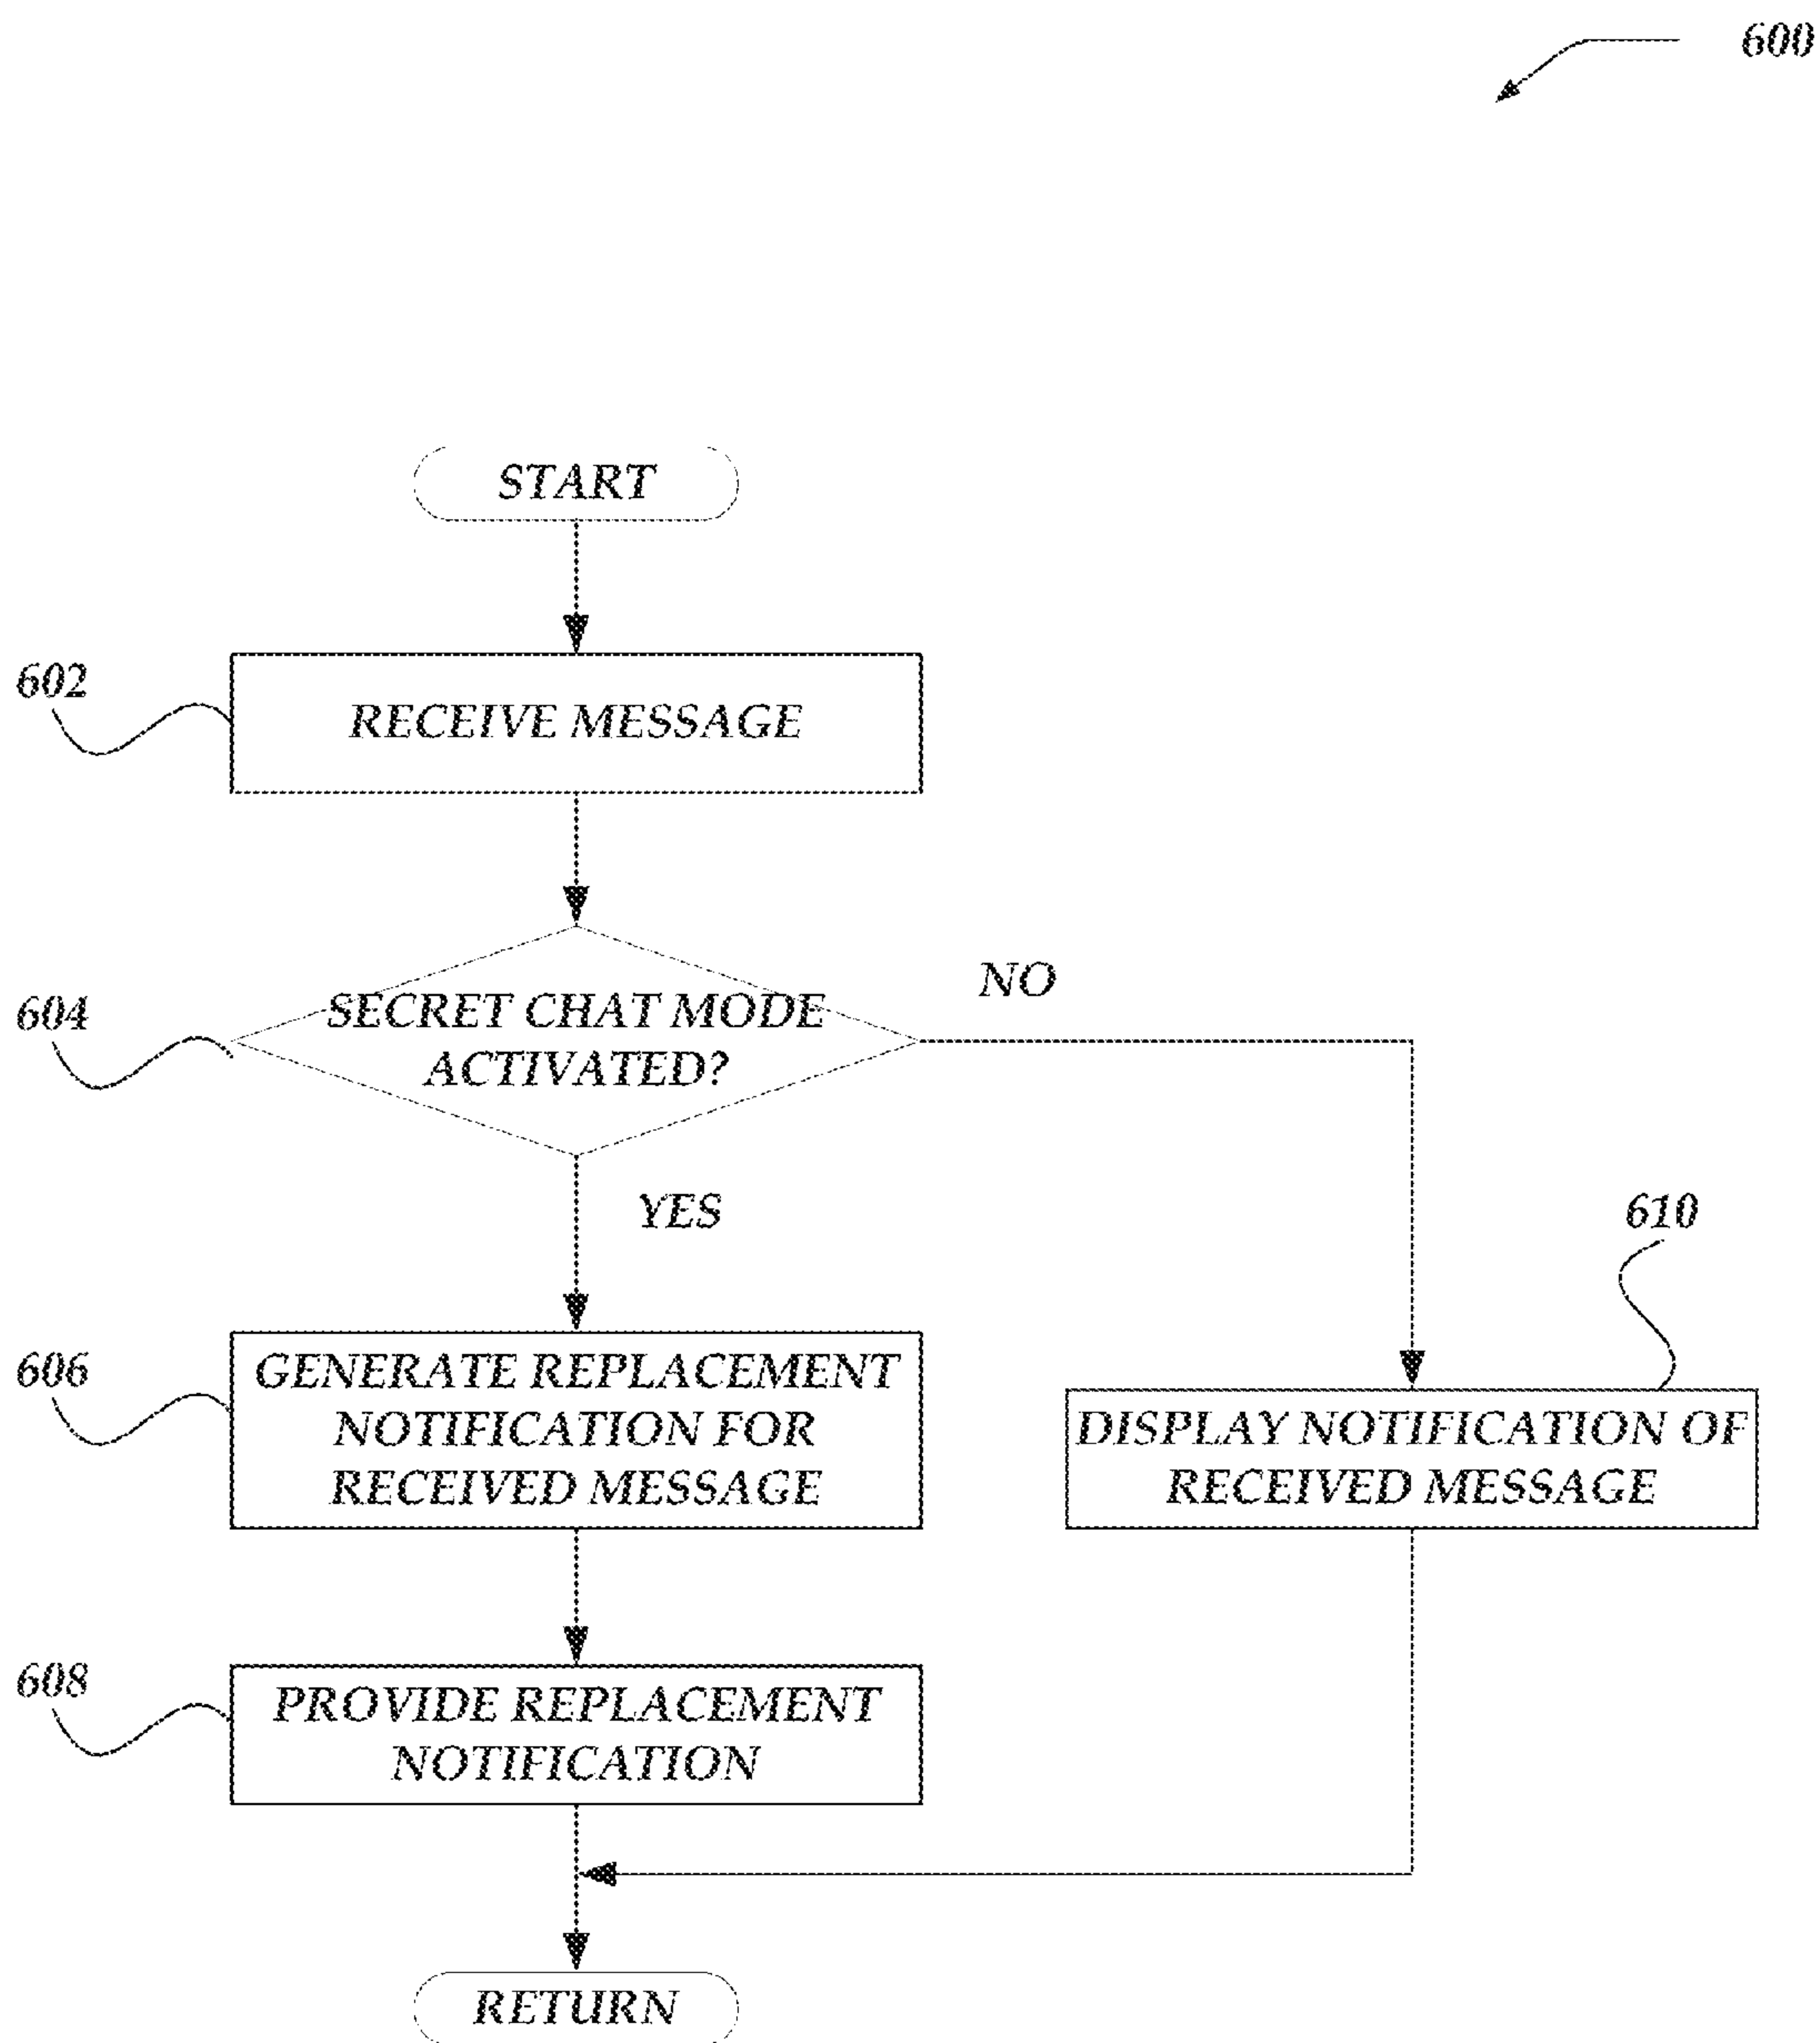 600
START
602
RECEIVE MESSAGE
604
SECRET CHAT MODE
ACTIVATED?
NO
YES
606
GENERATE REPLACEMENT
NOTIFICATION FOR
RECEIVED MESSAGE
610
DISPLAY NOTIFICATION OF
RECEIVED MESSAGE
608
PROVIDE REPLACEMENT
NOTIFICATION
RETURN